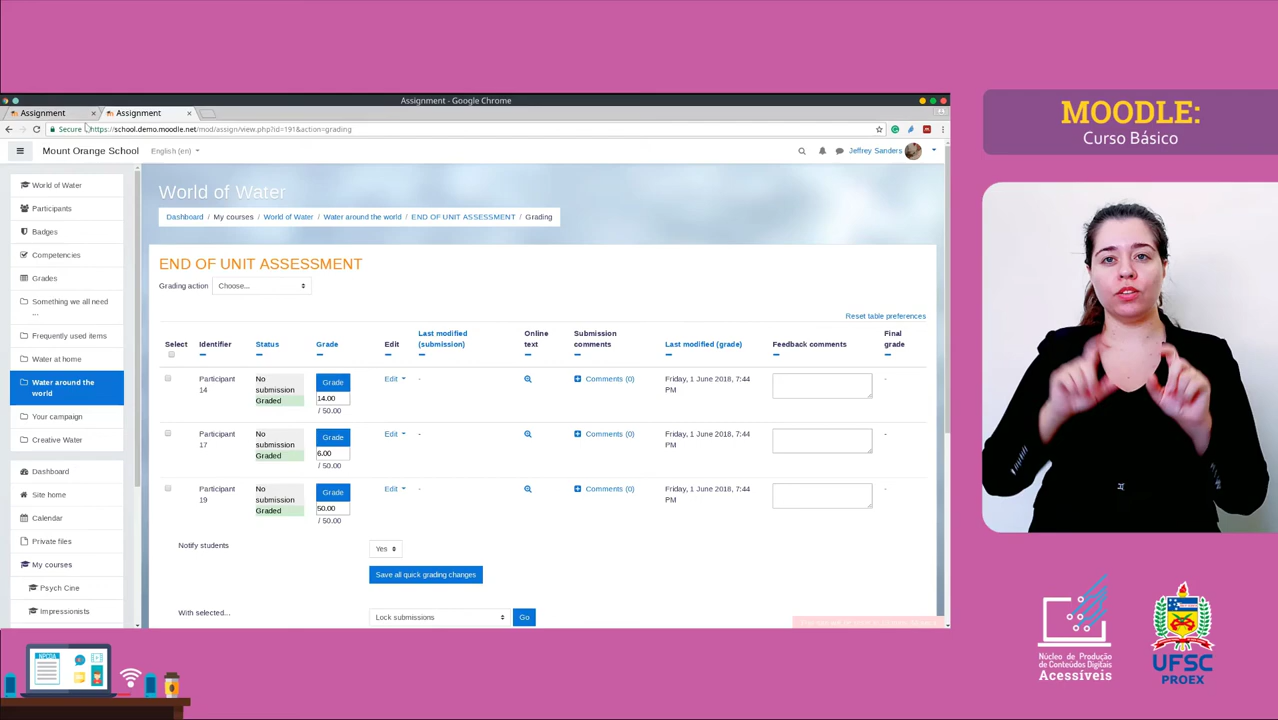 Assignment - Google Chrome
Assignment
Assignment
Secure https://school.demo.moodle.net/mod/assign/view.php?id=191&action=grading
Mount Orange School English (en) Jeffrey Sanders
World of Water
Participants
Badges
Competencies
Grades
Something we all need
...
Frequently used items
Water at home
Water around the
world
Your campaign
Creative Water
Dashboard
Site home
Calendar
Private files
My courses
Psych Cine
Impressionists
World of Water
Dashboard / My courses / World of Water / Water around the world / END OF UNIT ASSESSMENT / Grading
END OF UNIT ASSESSMENT
Grading action Choose...
Reset table preferences
Select
Identifier
Status
Grade
Edit
Last modified
(submission)
Online
text
Submission
comments
Last modified (grade)
Feedback comments
Final
grade
Participant
14
No
submission
Graded
Grade
14.00
/ 50.00
Edit
-
Comments (0)
Friday, 1 June 2018, 7:44
PM
-
Participant
17
No
submission
Graded
Grade
6.00
/ 50.00
Edit
-
Comments (0)
Friday, 1 June 2018, 7:44
PM
-
Participant
19
No
submission
Graded
Grade
50.00
/ 50.00
Edit
-
Comments (0)
Friday, 1 June 2018, 7:44
PM
-
Notify students Yes
Save all quick grading changes
With selected... Lock submissions Go
MOODLE:
Curso Básico
Núcleo de Produção
de Conteúdos Digitais
Acessíveis
UFSC
PROEX
NPCDA